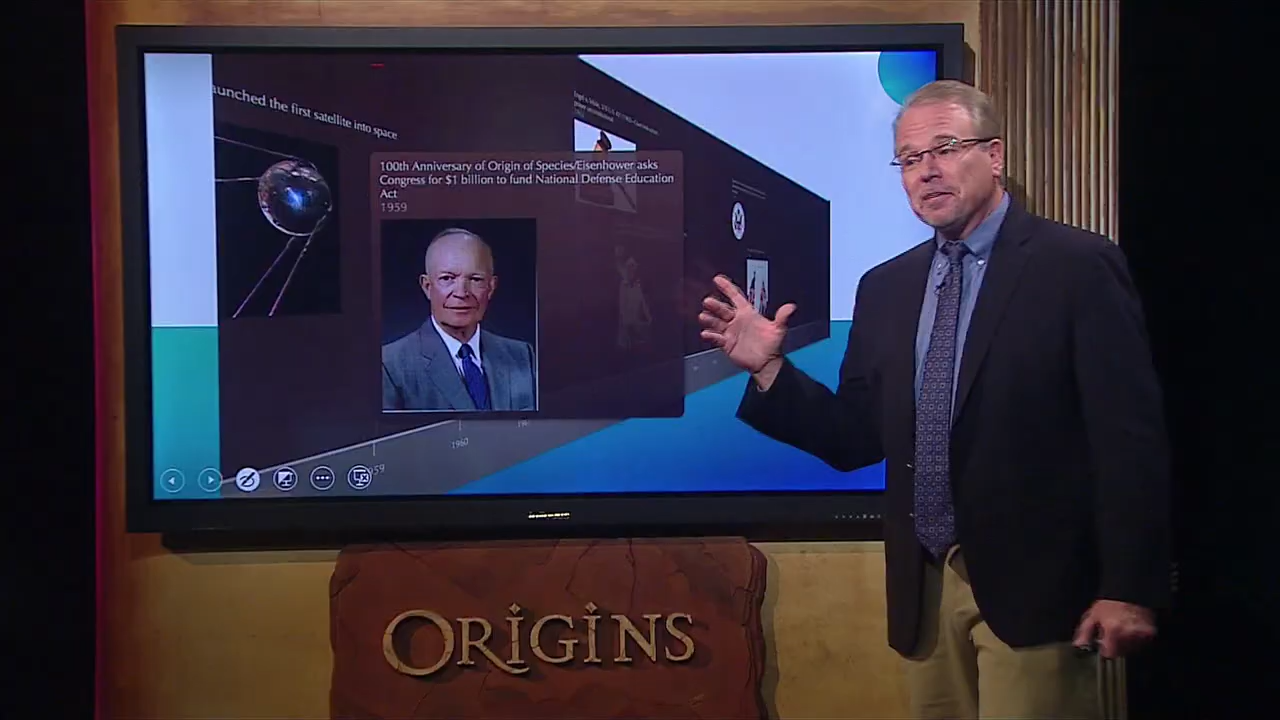 aunched the first satellite into space
100th Anniversary of Origin of Species/Eisenhower asks
Congress for $1 billion to fund National Defense Education
Act
1959
1960
59
ORIGINS